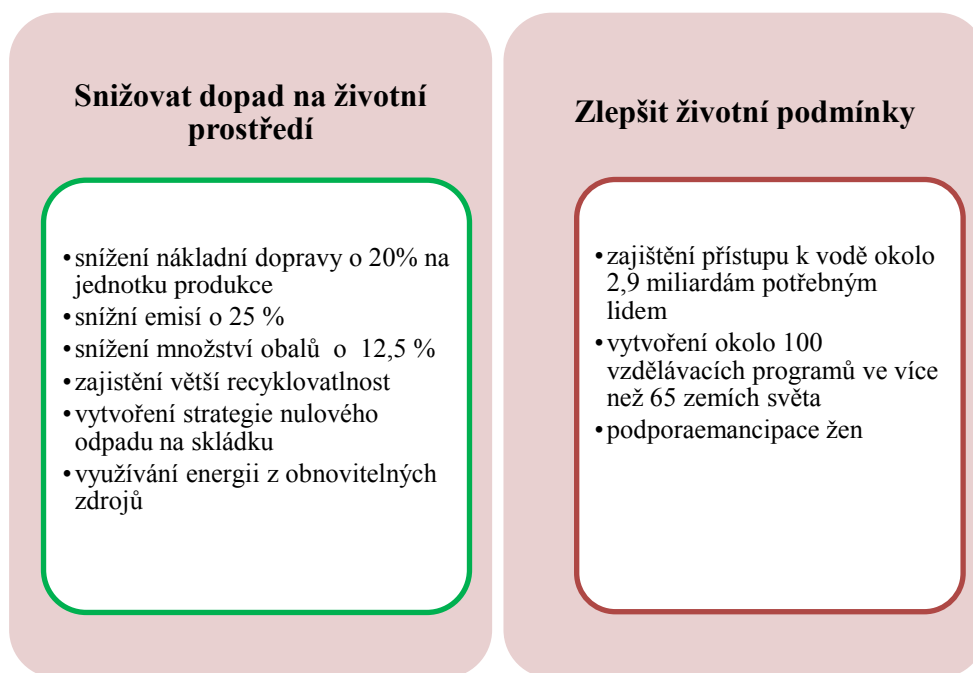 Snižovat dopad na životní
prostředí
•snížení nákladní dopravy o 20% na
jednotku produkce
•snížní emisí o 25 %
•snížení množství obalů  o  12,5 %
•zajistění větší recyklovatlnost
•vytvoření strategie nulového
odpadu na skládku
•využívání energii z obnovitelných
zdrojů
Zlepšit životní podmínky
•zajištění přístupu k vodě okolo
2,9 miliardám potřebným
lidem
•vytvoření okolo 100
vzdělávacích programů ve více
než 65 zemích světa
•podporaemancipace žen